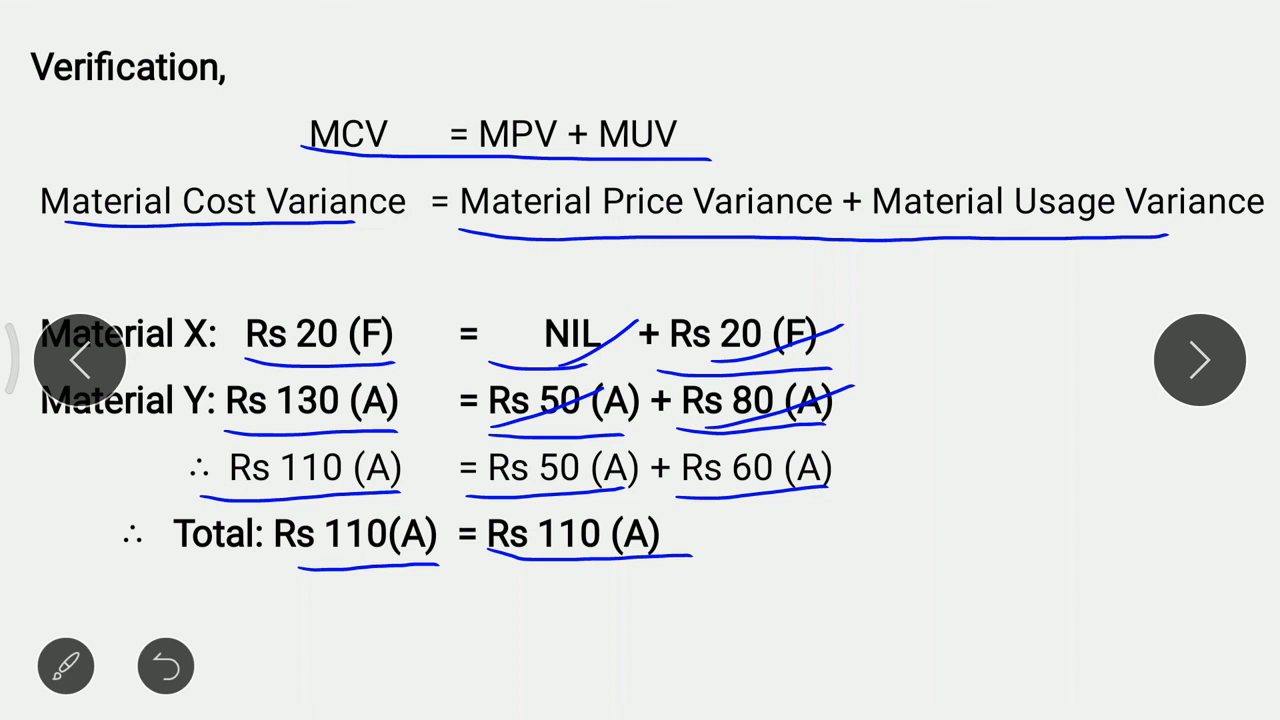 Verification,
MCV = MPV + MUV
Material Cost Variance = Material Price Variance + Material Usage Variance
Material X: Rs 20 (F) = NIL + Rs 20 (F)
Material Y: Rs 130 (A) = Rs 50 (A) + Rs 80 (A)
∴ Rs 110 (A) = Rs 50 (A) + Rs 60 (A)
∴ Total: Rs 110(A) = Rs 110 (A)